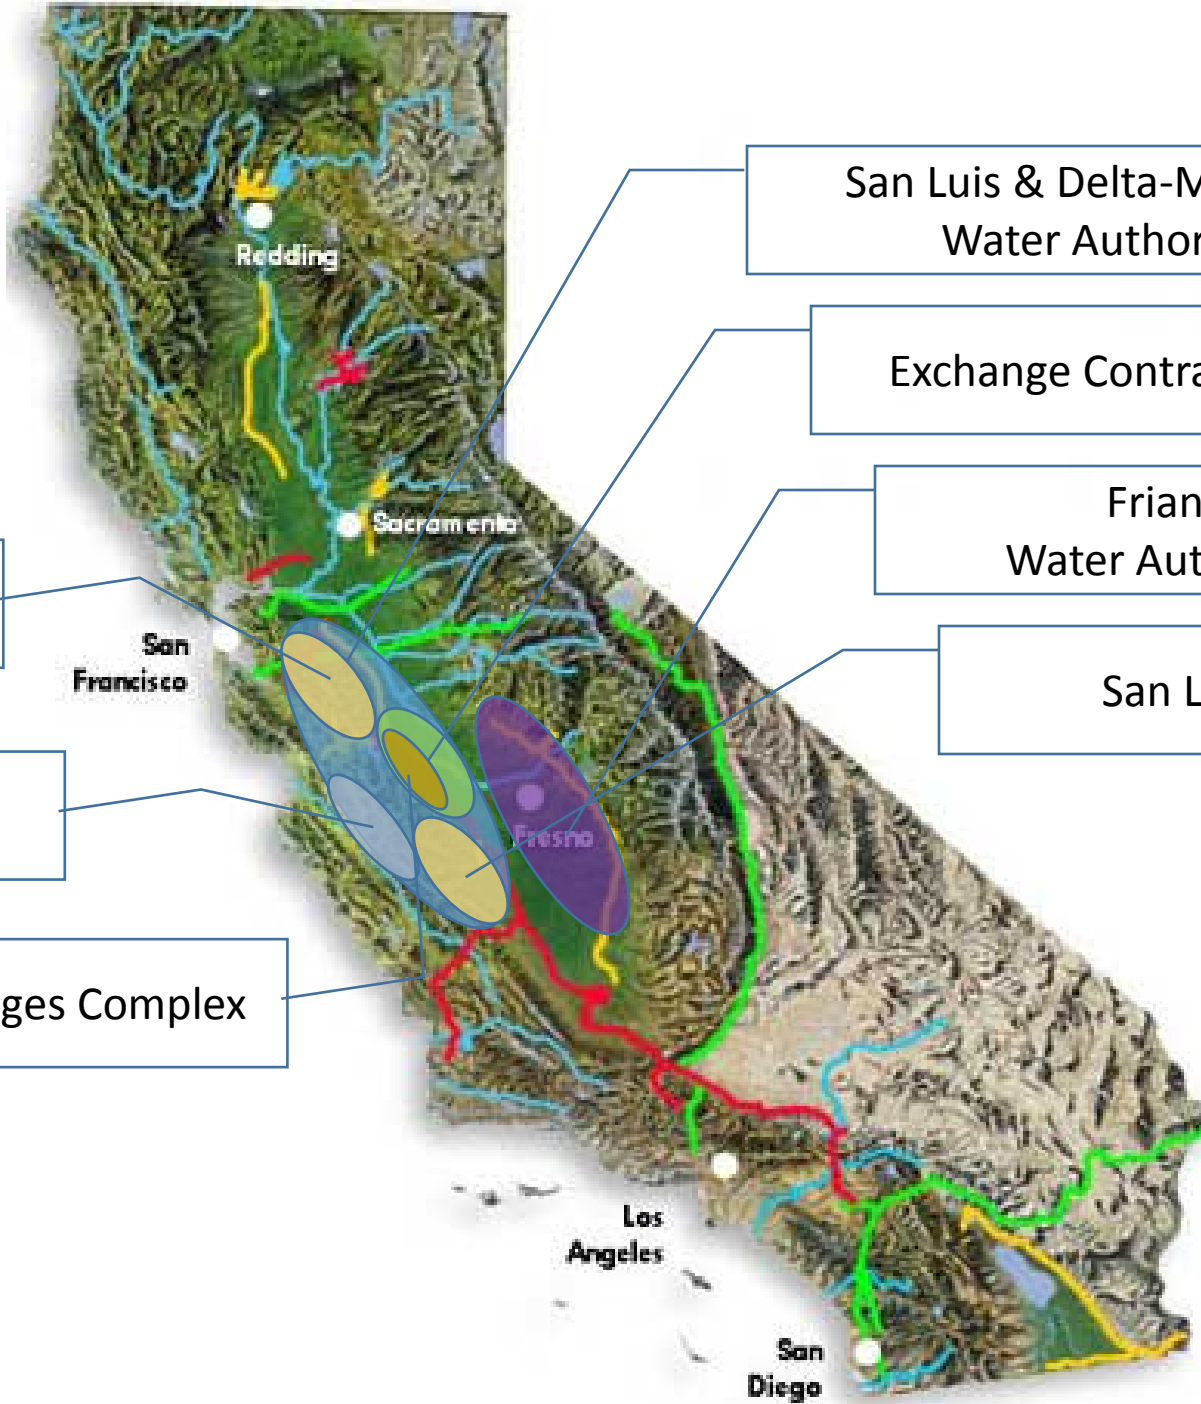 San Luis & Delta-M
Water Author
Redding
Exchange Contra
Frian
Water Aut
Sacramento
San
Francisco
San L
Fresno
ges Complex
Los
Angeles
San
Diego